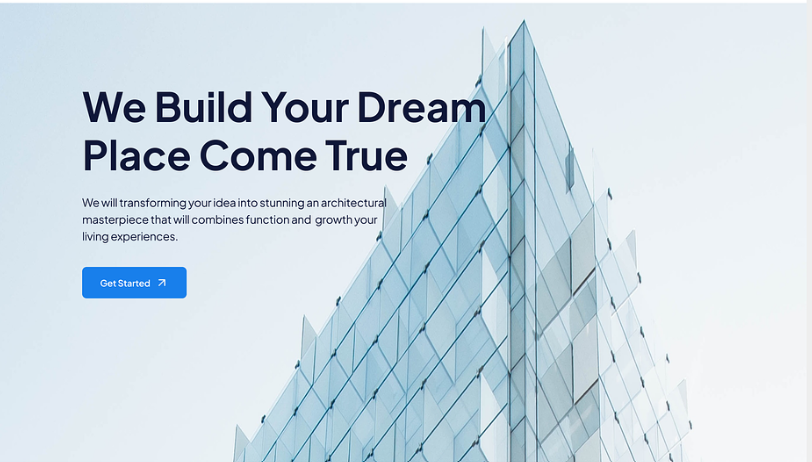 We Build Your Dream
Place Come True
We will transforming your idea into stunning an architectural
masterpiece that will combines function and growth your
living experiences.
Get Started